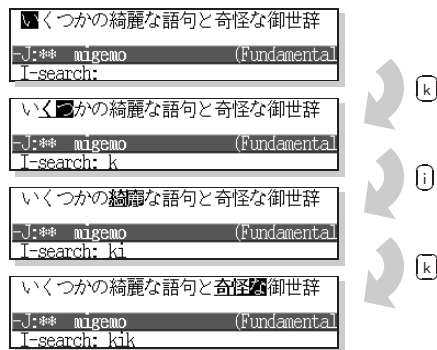 いくつかの綺麗な語句と奇怪な御世辞
-J:** migemo (Fundamental
I-search:
k
いくつかの綺麗な語句と奇怪な御世辞
-J:** migemo (Fundamental
I-search: k
i
いくつかの綺麗な語句と奇怪な御世辞
-J:** migemo (Fundamental
I-search: ki
k
いくつかの綺麗な語句と奇怪な御世辞
-J:** migemo (Fundamental
I-search: kik